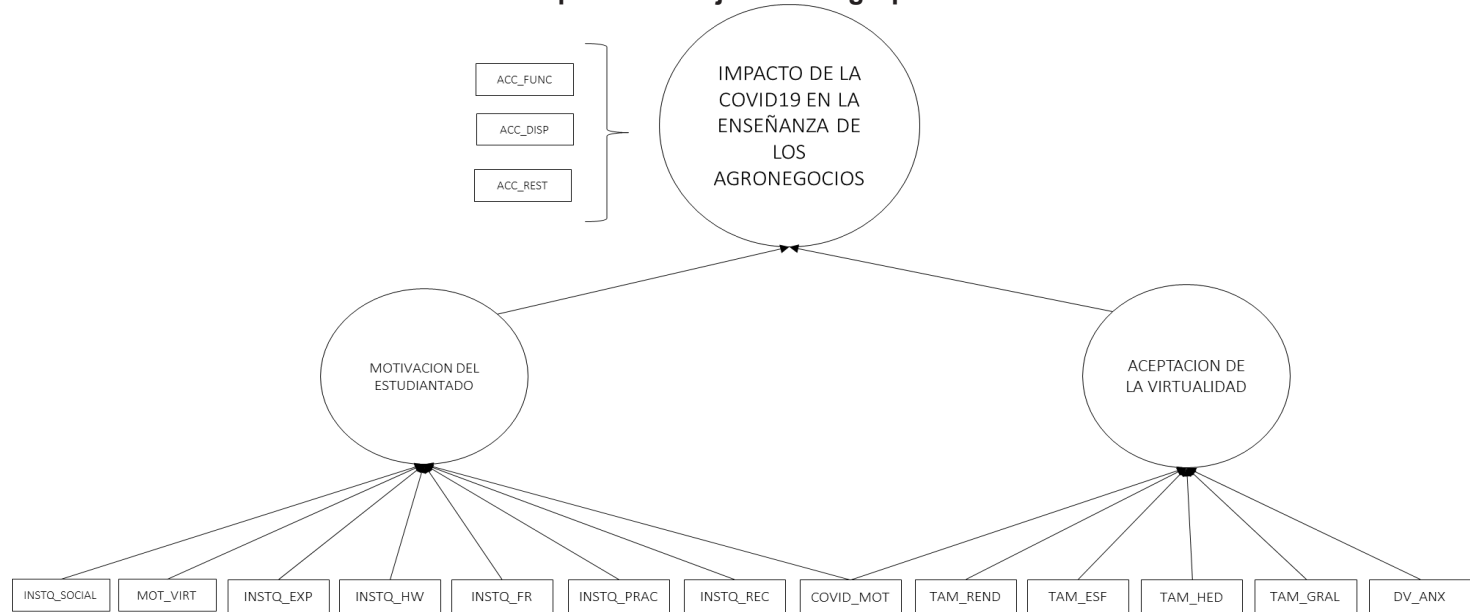 ACC_FUNC
ACC_DISP
ACC_REST
IMPACTO DE LA
COVID19 EN LA
ENSEÑANZA DE
LOS
AGRONEGOCIOS
MOTIVACION DEL
ESTUDIANTADO
ACEPTACION DE
LA VIRTUALIDAD
INSTQ_SOCIAL
MOT_VIRT
INSTQ_EXP
INSTQ_HW
INSTQ_FR
INSTQ_PRAC
INSTQ_REC
COVID_MOT
TAM_REND
TAM_ESF
TAM_HED
TAM_GRAL
DV_ANX